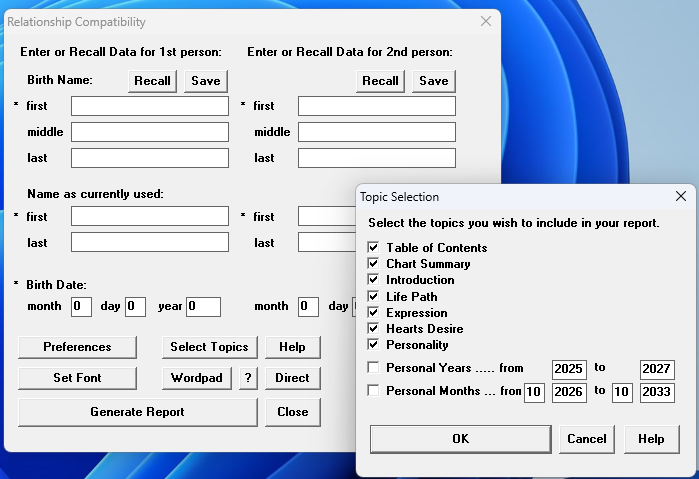 Relationship Compatibility
Enter or Recall Data for 1st person: Enter or Recall Data for 2nd person:
Birth Name: Recall Save Recall Save
* first * first
middle middle
last last
Name as currently used:
* first * first
last last
* Birth Date:
month 0 day 0 year 0 month 0 day
Preferences Select Topics Help
Set Font Wordpad ? Direct
Generate Report Close
Topic Selection
Select the topics you wish to include in your report.
Table of Contents
Chart Summary
Introduction
Life Path
Expression
Hearts Desire
Personality
Personal Years ..... from 2025 to 2027
Personal Months ... from 10 2026 to 10 2033
OK Cancel Help